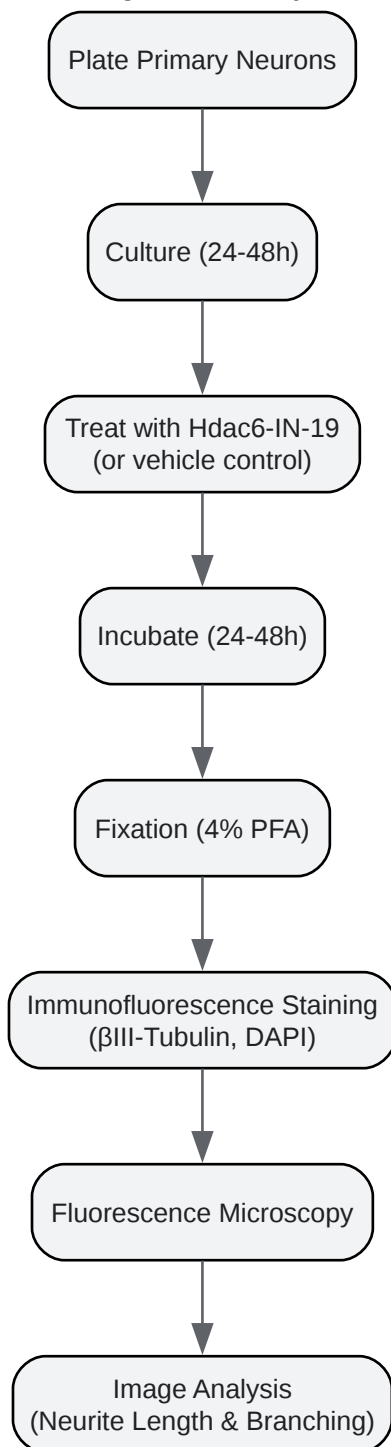 Plate Primary Neurons
Culture (24-48h)
Treat with Hdac6-IN-19
(or vehicle control)
Incubate (24-48h)
Fixation (4% PFA)
Immunofluorescence Staining
(βIII-Tubulin, DAPI)
Fluorescence Microscopy
Image Analysis
(Neurite Length & Branching)